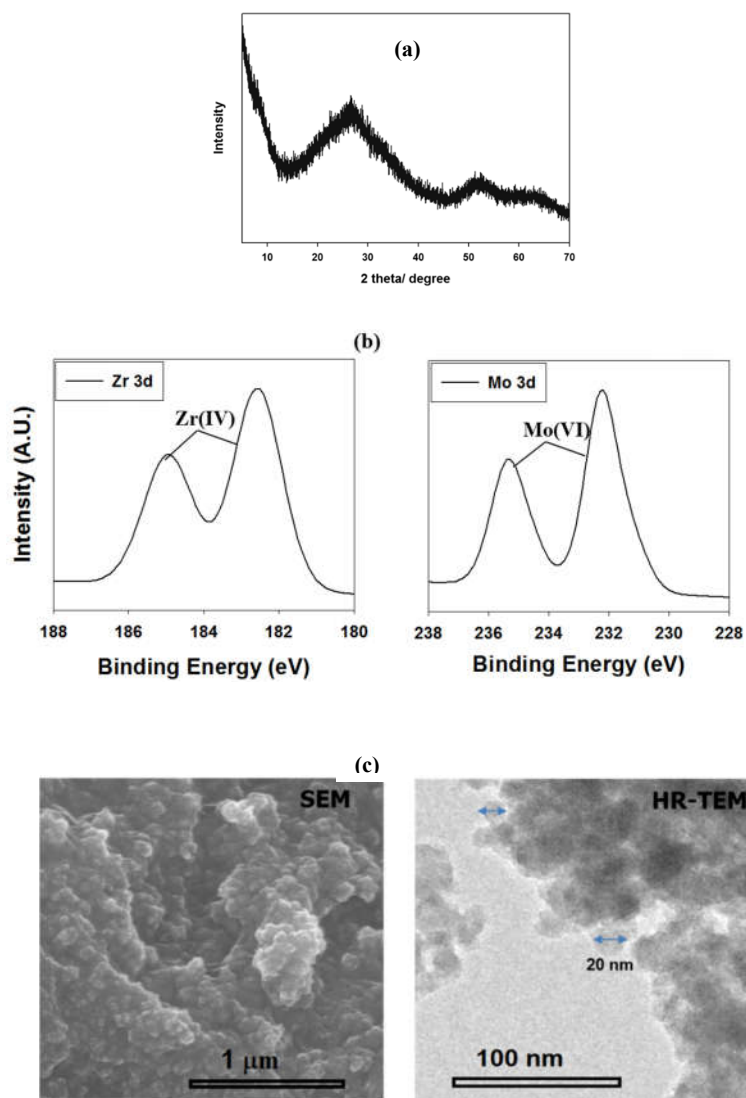 (a)
Intensity
10 20 30 40 50 60 70
2 theta/ degree
(b)
Zr 3d
Zr(IV)
Intensity (A.U.)
188 186 184 182 180
Binding Energy (eV)
Mo 3d
Mo(VI)
238 236 234 232 230 228
Binding Energy (eV)
(c)
SEM
1 μm
HR-TEM
20 nm
100 nm